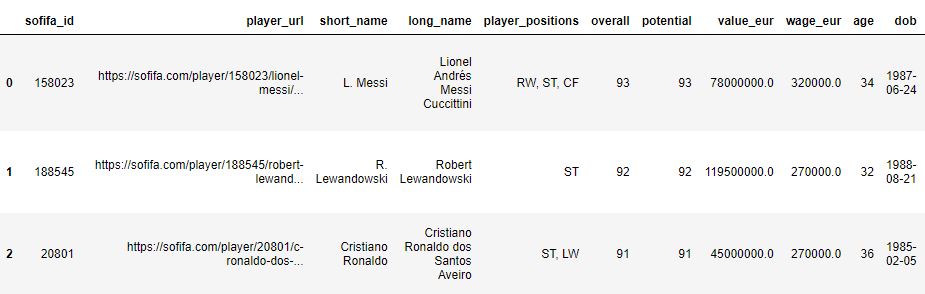 sofifa_id player_url short_name long_name player_positions overall potential value_eur wage_eur age dob
0 158023 https://sofifa.com/player/158023/lionel-messi/... L. Messi Lionel Andrés Messi Cuccittini RW, ST, CF 93 93 78000000.0 320000.0 34 1987-06-24
1 188545 https://sofifa.com/player/188545/robert-lewand... R. Lewandowski Robert Lewandowski ST 92 92 119500000.0 270000.0 32 1988-08-21
2 20801 https://sofifa.com/player/20801/c-ronaldo-dos-... Cristiano Ronaldo Cristiano Ronaldo dos Santos Aveiro ST, LW 91 91 45000000.0 270000.0 36 1985-02-05